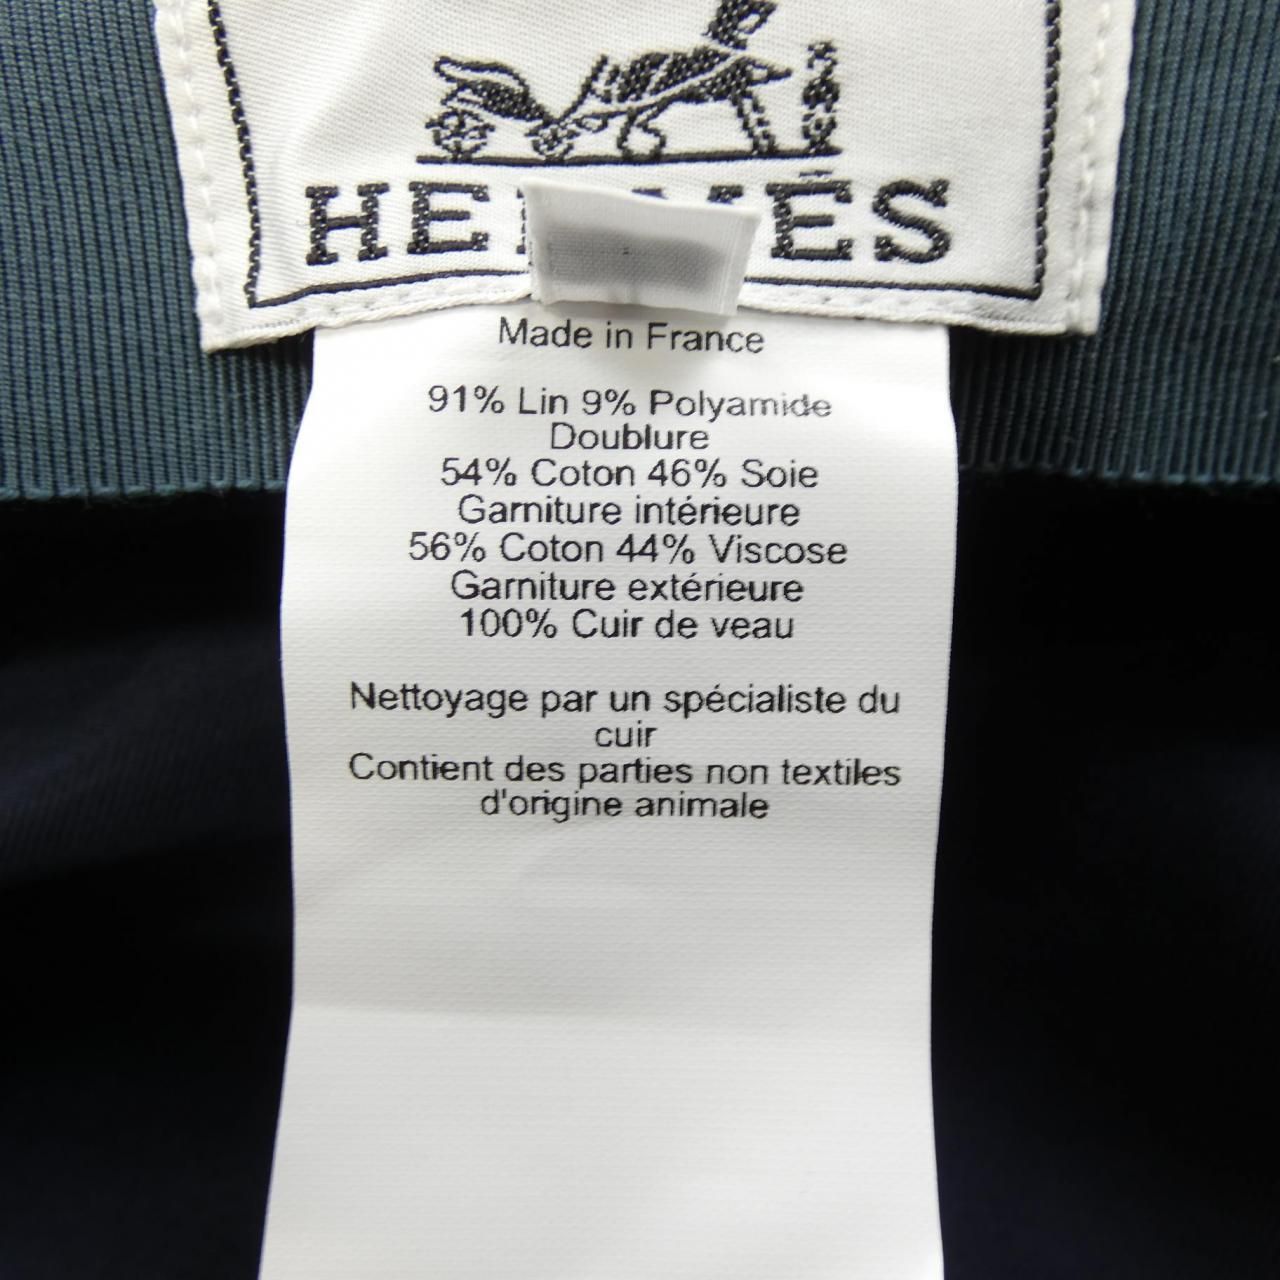 HERMÈS
Made in France
91% Lin 9% Polyamide
Doublure
54% Coton 46% Soie
Garniture intérieure
56% Coton 44% Viscose
Garniture extérieure
100% Cuir de veau
Nettoyage par un spécialiste du
cuir
Contient des parties non textiles
d'origine animale